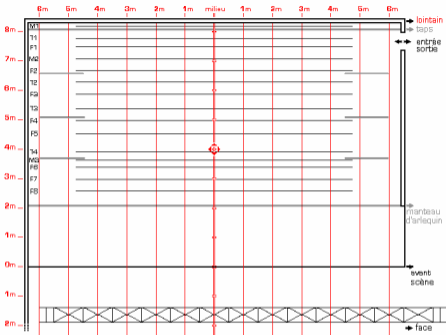 6m 5m 4m 3m 2m 1m milieu 1m 2m 3m 4m 5m 6m
lointain
8m
taps
T1
entrée
sortie
F1
7m
M2
F2
T2
6m
F3
T3
5m
F4
F5
4m
T4
M3
F6
3m
F7
F8
2m
manteau
d'arlequin
0m
avant
scène
1m
2m
face